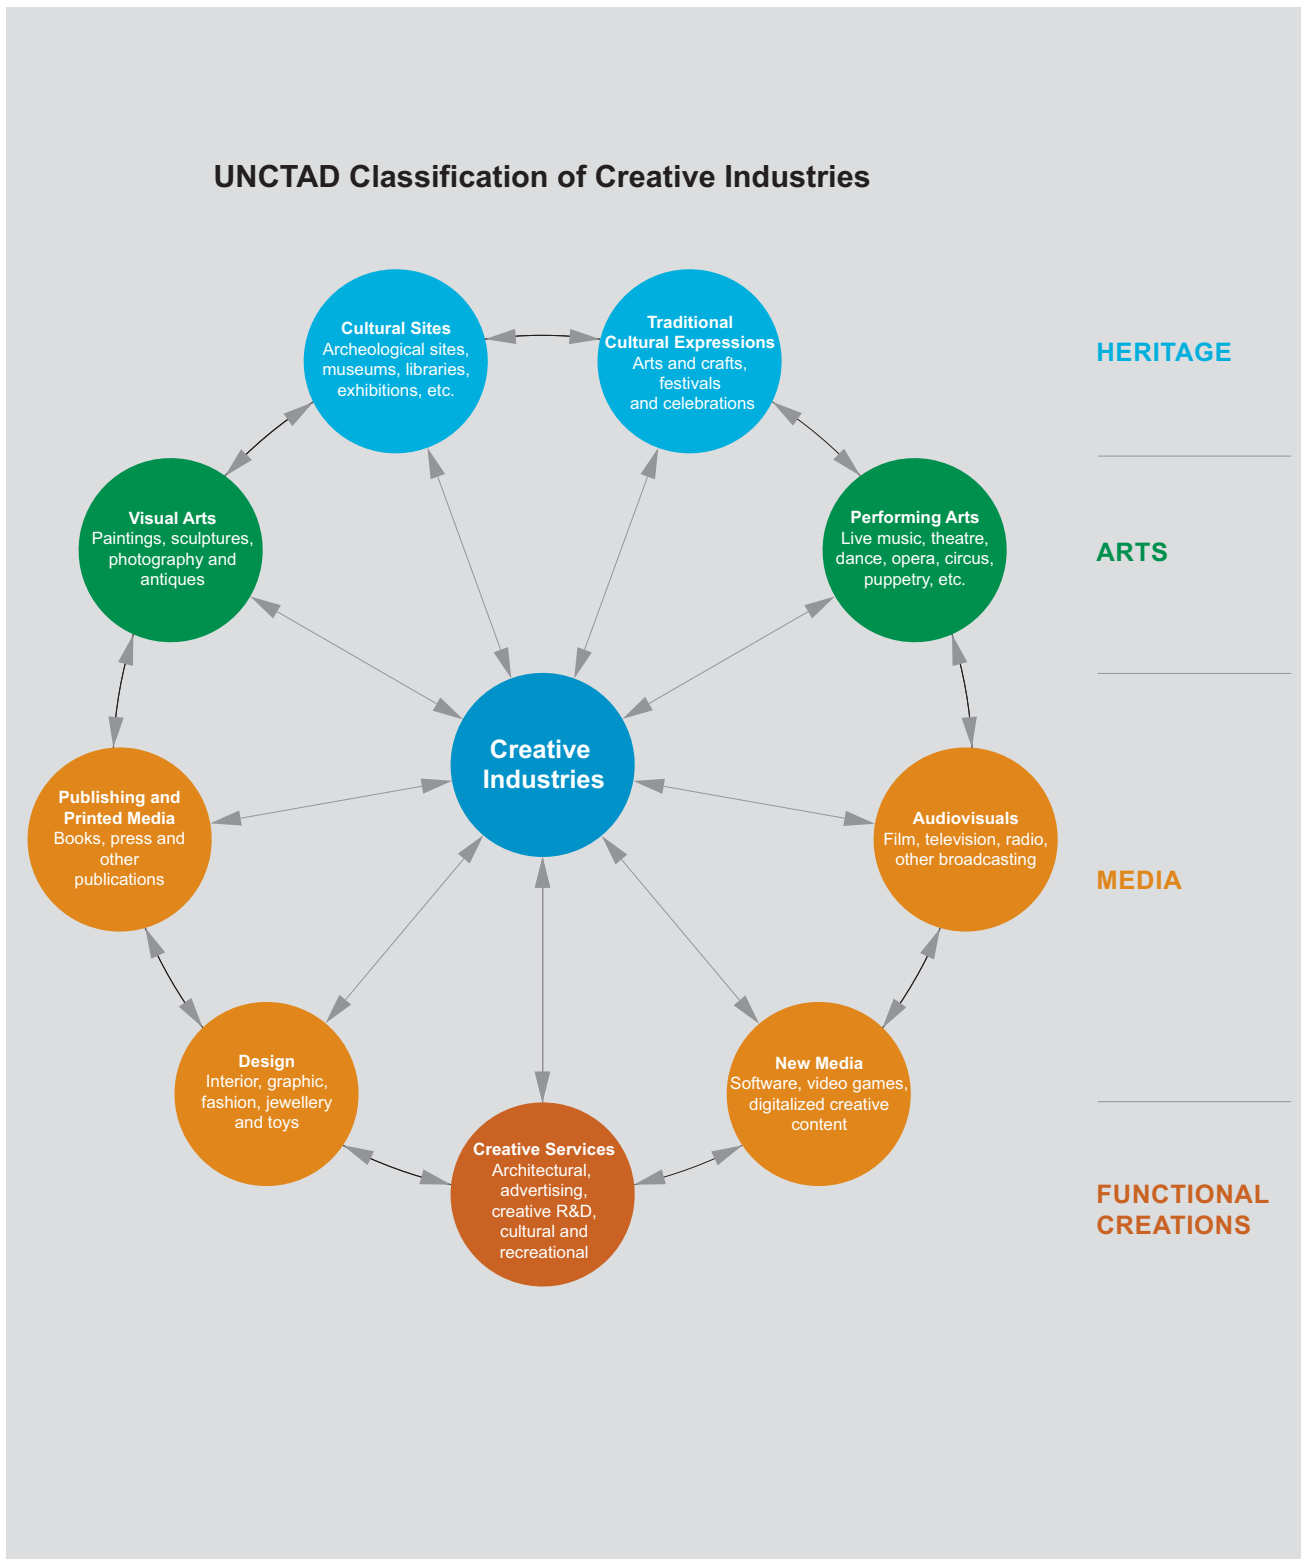 UNCTAD Classification of Creative Industries
Cultural Sites
Archeological sites,
museums, libraries,
exhibitions, etc.
Traditional
Cultural Expressions
Arts and crafts,
festivals
and celebrations
HERITAGE
Visual Arts
Paintings, sculptures,
photography and
antiques
Performing Arts
Live music, theatre,
dance, opera, circus,
puppetry, etc.
ARTS
Creative
Industries
Publishing and
Printed Media
Books, press and
other
publications
Audiovisuals
Film, television, radio,
other broadcasting
MEDIA
Design
Interior, graphic,
fashion, jewellery
and toys
New Media
Software, video games,
digitalized creative
content
Creative Services
Architectural,
advertising,
creative R&D,
cultural and
recreational
FUNCTIONAL
CREATIONS